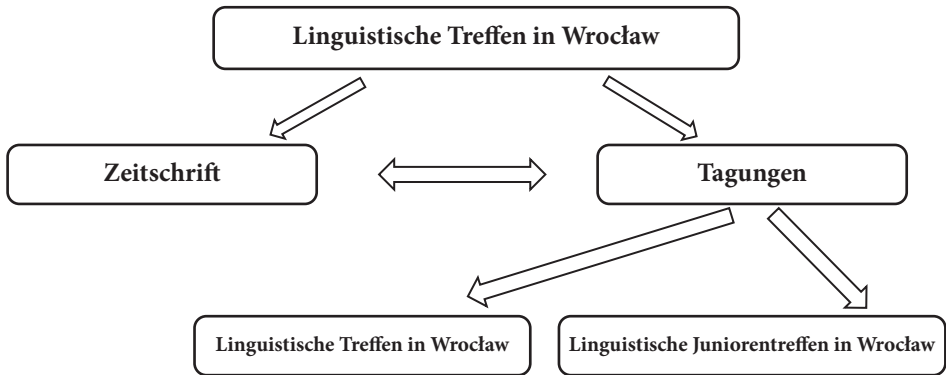 Linguistische Treffen in Wrocław
Zeitschrift
Tagungen
Linguistische Treffen in Wrocław
Linguistische Juniorentreffen in Wrocław